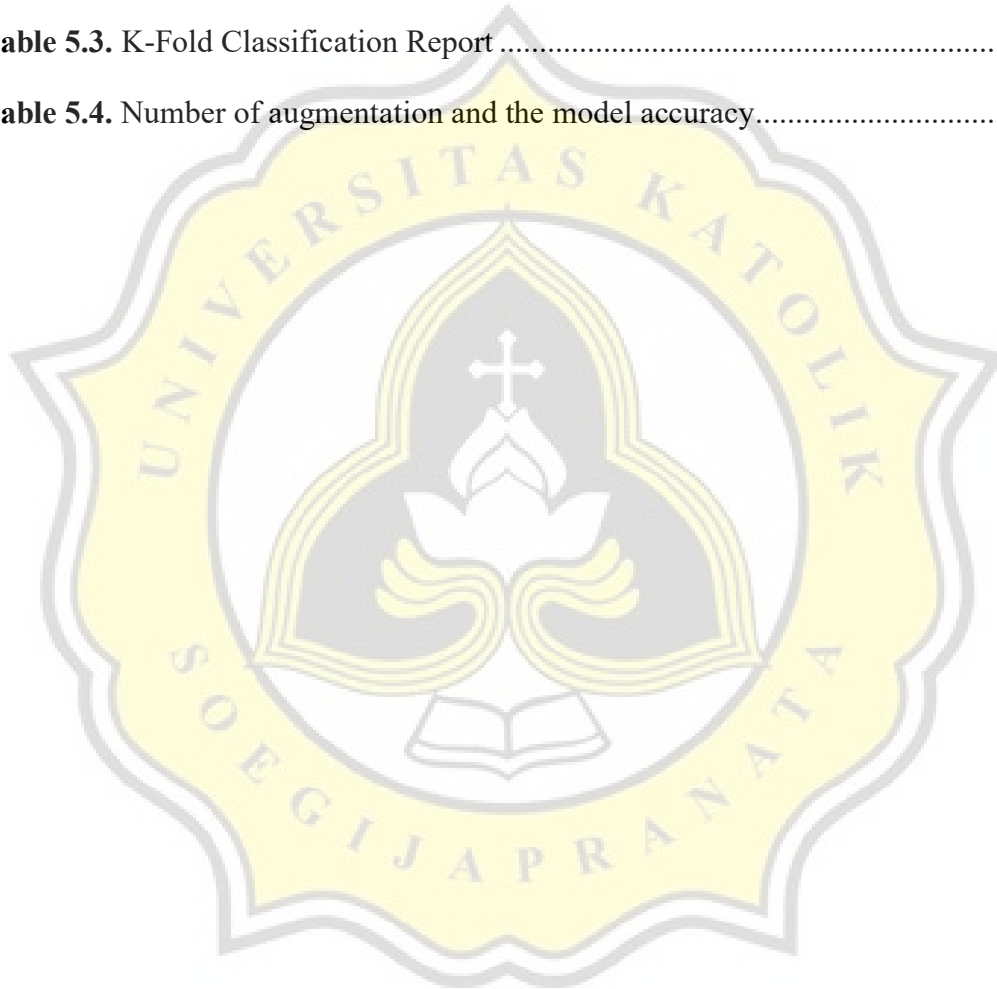 able 5.3. K-Fold Classification Report ........................................................
able 5.4. Number of augmentation and the model accuracy..............................
UNIVERSITAS KATOLIK
SOEGIJAPRANATA